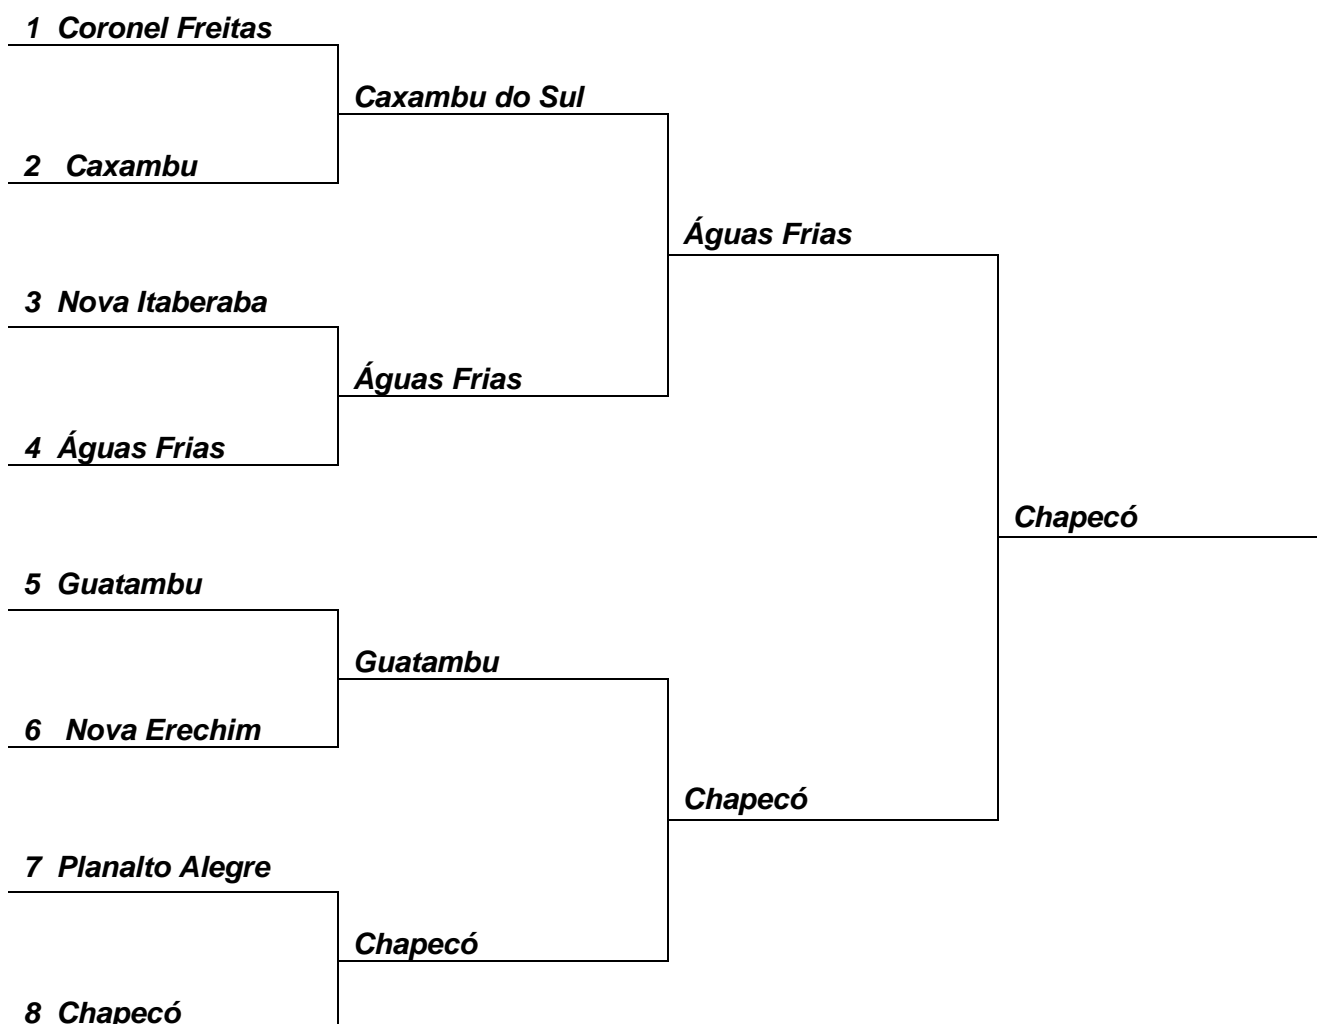 1 Coronel Freitas
Caxambu do Sul
2 Caxambu
Águas Frias
3 Nova Itaberaba
Águas Frias
4 Águas Frias
Chapecó
5 Guatambu
Guatambu
6 Nova Erechim
Chapecó
7 Planalto Alegre
Chapecó
8 Chapecó